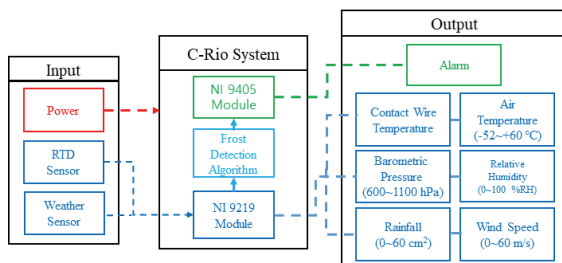 Input
Power
RTD
Sensor
Weather
Sensor
C-Rio System
NI 9405
Module
Frost
Detection
Algorithm
NI 9219
Module
Output
Alarm
Contact Wire
Temperature
Air
Temperature
(-52~+60 ℃)
Barometric
Pressure
(600~1100 hPa)
Relative
Humidity
(0~100 %RH)
Rainfall
(0~60 cm²)
Wind Speed
(0~60 m/s)